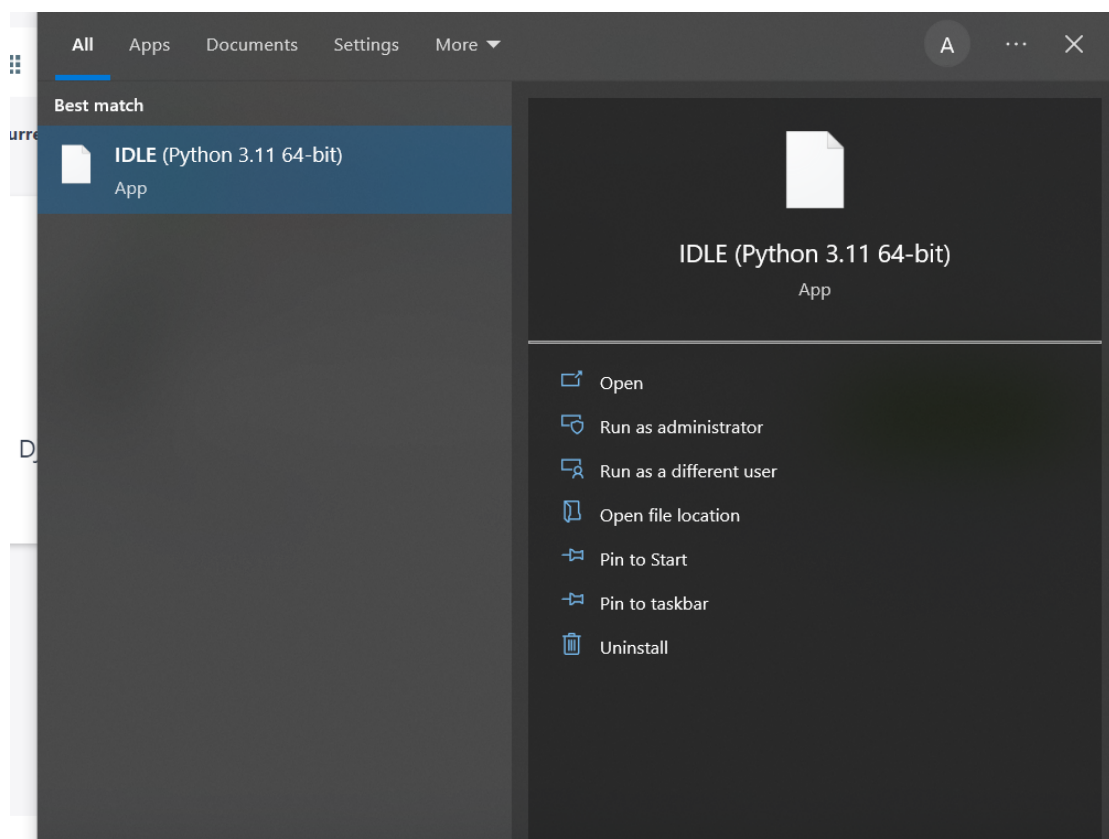 All Apps Documents Settings More
A
Best match
urre
IDLE (Python 3.11 64-bit)
App
IDLE (Python 3.11 64-bit)
App
Open
Run as administrator
D
Run as a different user
Open file location
Pin to Start
Pin to taskbar
Uninstall